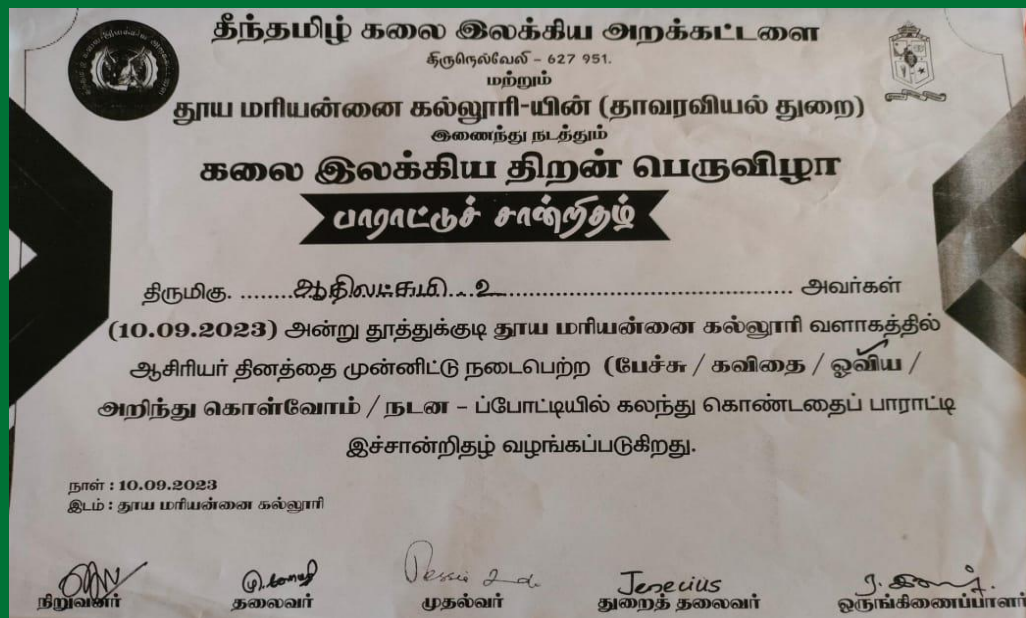 தீந்தமிழ் கலை இலக்கிய அறக்கட்டளை
திருநெல்வேலி – 627 951.
மற்றும்
தூய மரியன்னை கல்லூரி-யின் (தாவரவியல் துறை)
இணைந்து நடத்தும்
கலை இலக்கிய திறன் பெருவிழா
பாராட்டுச் சான்றிதழ்
திருமிகு. ........ஆதிலட்சுமி...உ.................................................. அவர்கள்
(10.09.2023) அன்று தூத்துக்குடி தூய மரியன்னை கல்லூரி வளாகத்தில்
ஆசிரியர் தினத்தை முன்னிட்டு நடைபெற்ற (பேச்சு / கவிதை / ஓவிய /
அறிந்து கொள்வோம் / நடன – ப்போட்டியில் கலந்து கொண்டதைப் பாராட்டி
இச்சான்றிதழ் வழங்கப்படுகிறது.
நாள் : 10.09.2023
இடம் : தூய மரியன்னை கல்லூரி
Jenecius
நிறுவனர் தலைவர் முதல்வர் துறைத் தலைவர் ஒருங்கிணைப்பாளர்